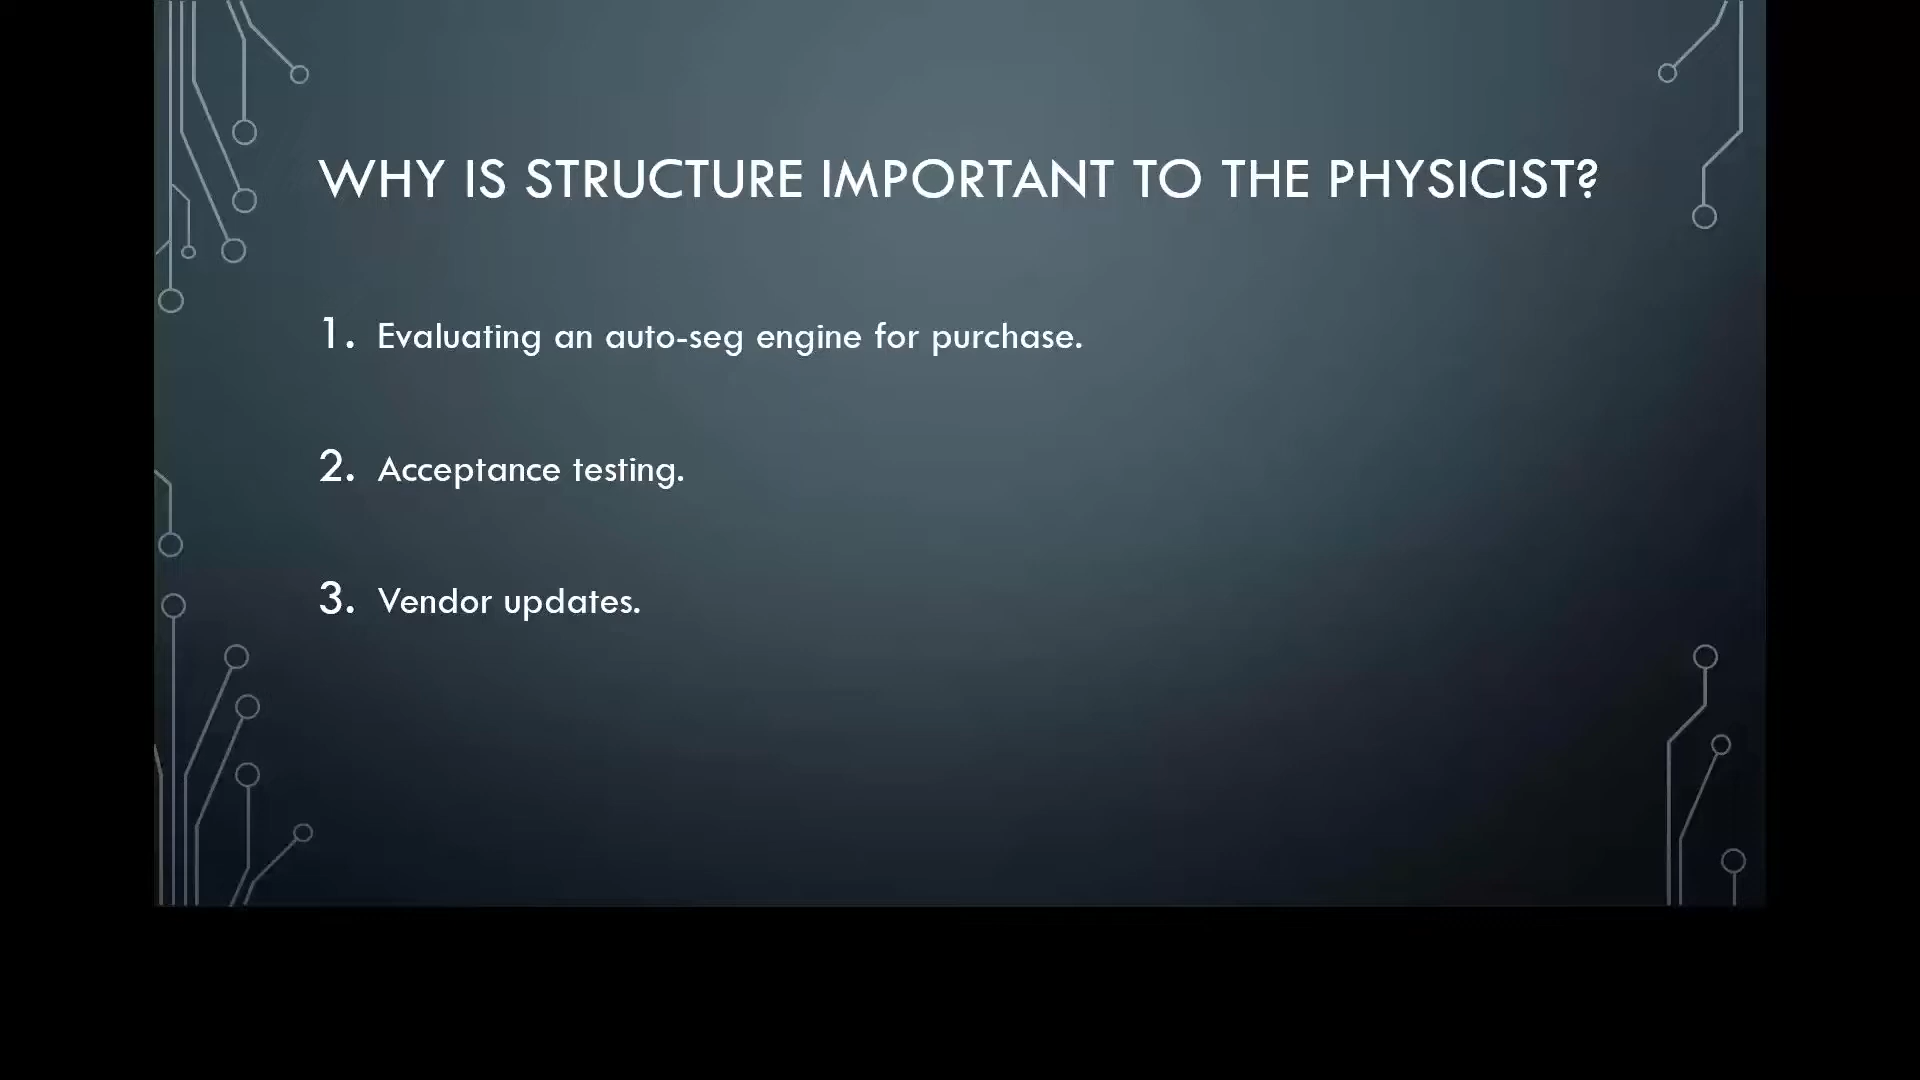 WHY IS STRUCTURE IMPORTANT TO THE PHYSICIST?
1. Evaluating an auto-seg engine for purchase.
2. Acceptance testing.
3. Vendor updates.